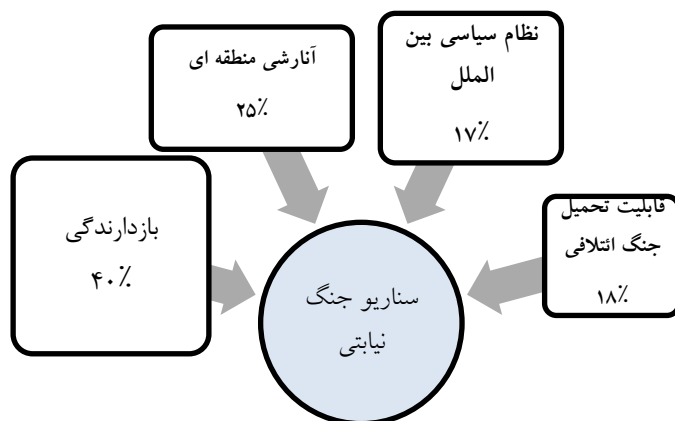 نظام سیاسی بین
الملل
۱۷٪
آنارشی منطقه ای
۲۵٪
قابلیت تحمیل
جنگ ائتلافی
۱۸٪
بازدارندگی
۴۰٪
سناریو جنگ
نیابتی